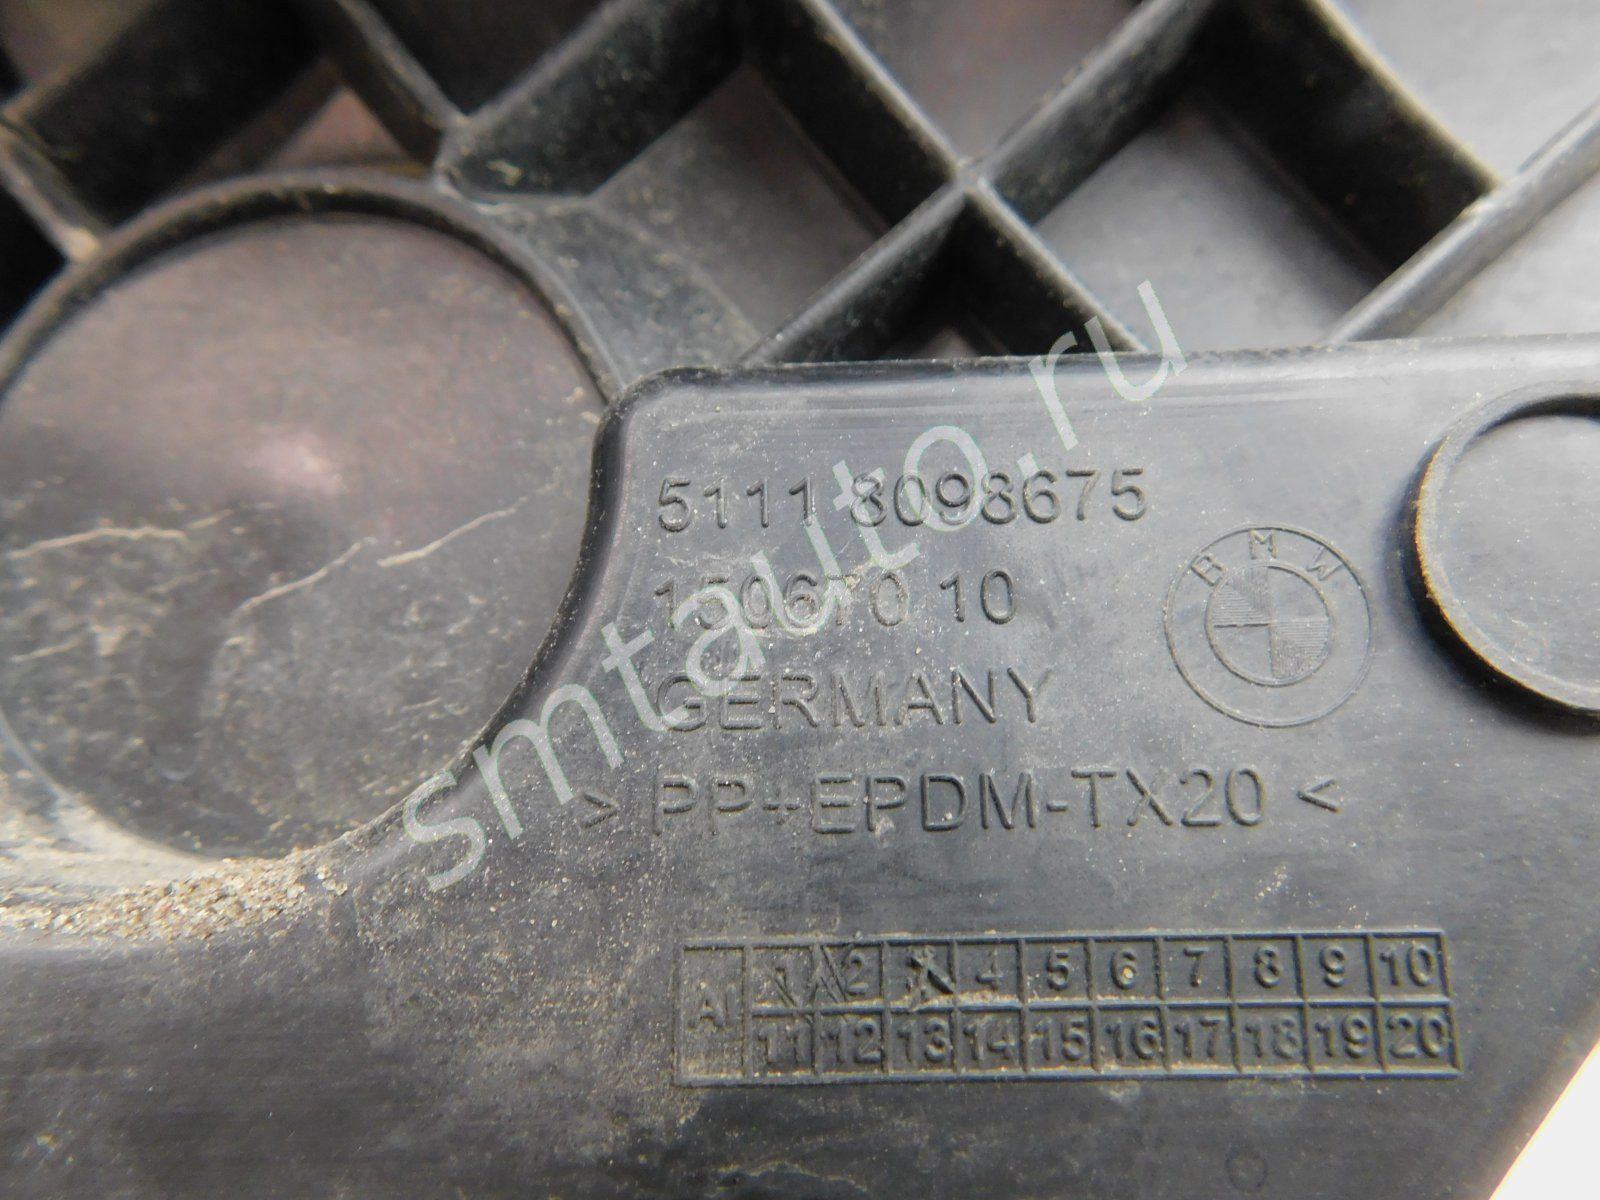 5111 8098675
150670 10
GERMANY
BMW
> PP+EPDM-TX20 <
AI 1 2 3 4 5 6 7 8 9 10
11 12 13 14 15 16 17 18 19 20
smtauto.ru